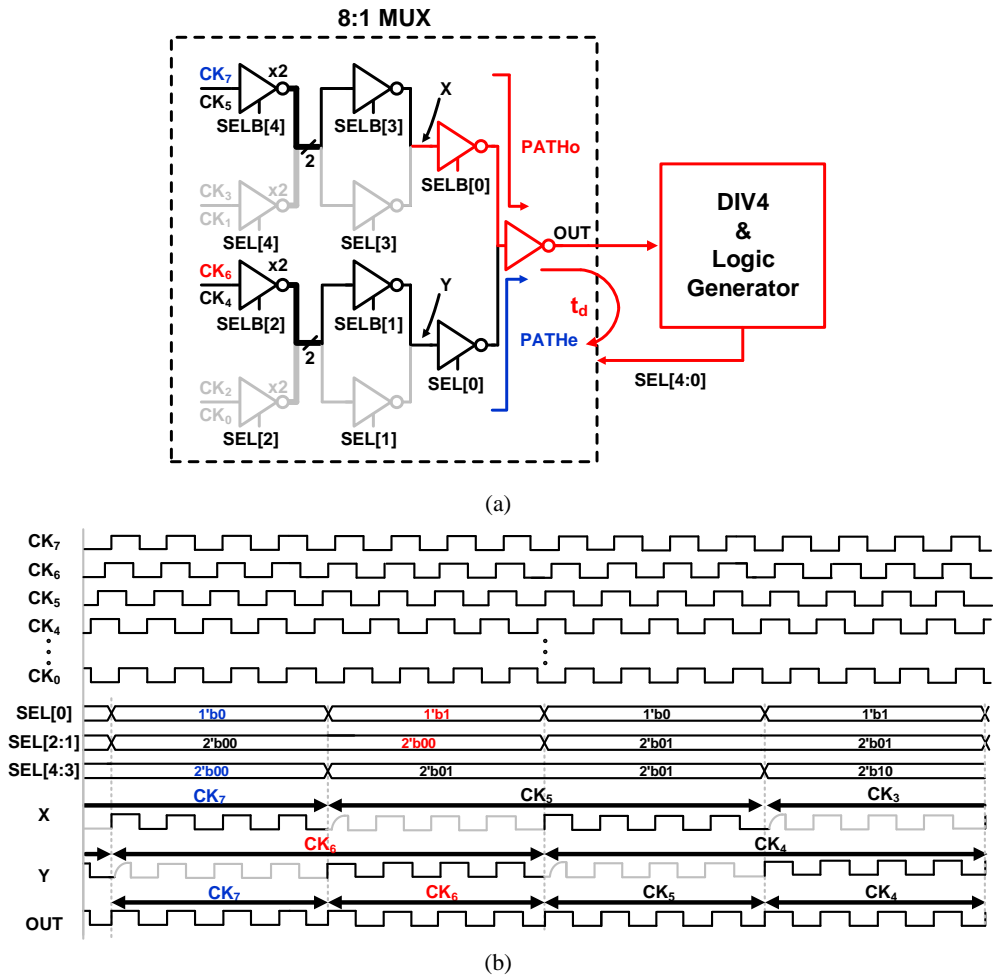 8:1 MUX
CK7
CK5
x2
SELB[4]
2
SELB[3]
X
PATHo
SELB[0]
CK3
CK1
x2
SEL[4]
SEL[3]
OUT
DIV4
&
Logic
Generator
CK6
CK4
x2
SELB[2]
2
SELB[1]
Y
PATHe
td
SEL[0]
SEL[4:0]
CK2
CK0
x2
SEL[2]
SEL[1]
(a)
CK7
CK6
CK5
CK4
CK0
SEL[0] 1'b0 1'b1 1'b0 1'b1
SEL[2:1] 2'b00 2'b00 2'b01 2'b01
SEL[4:3] 2'b00 2'b01 2'b01 2'b10
X CK7 CK5 CK3
Y CK6 CK4
OUT CK7 CK6 CK5 CK4
(b)